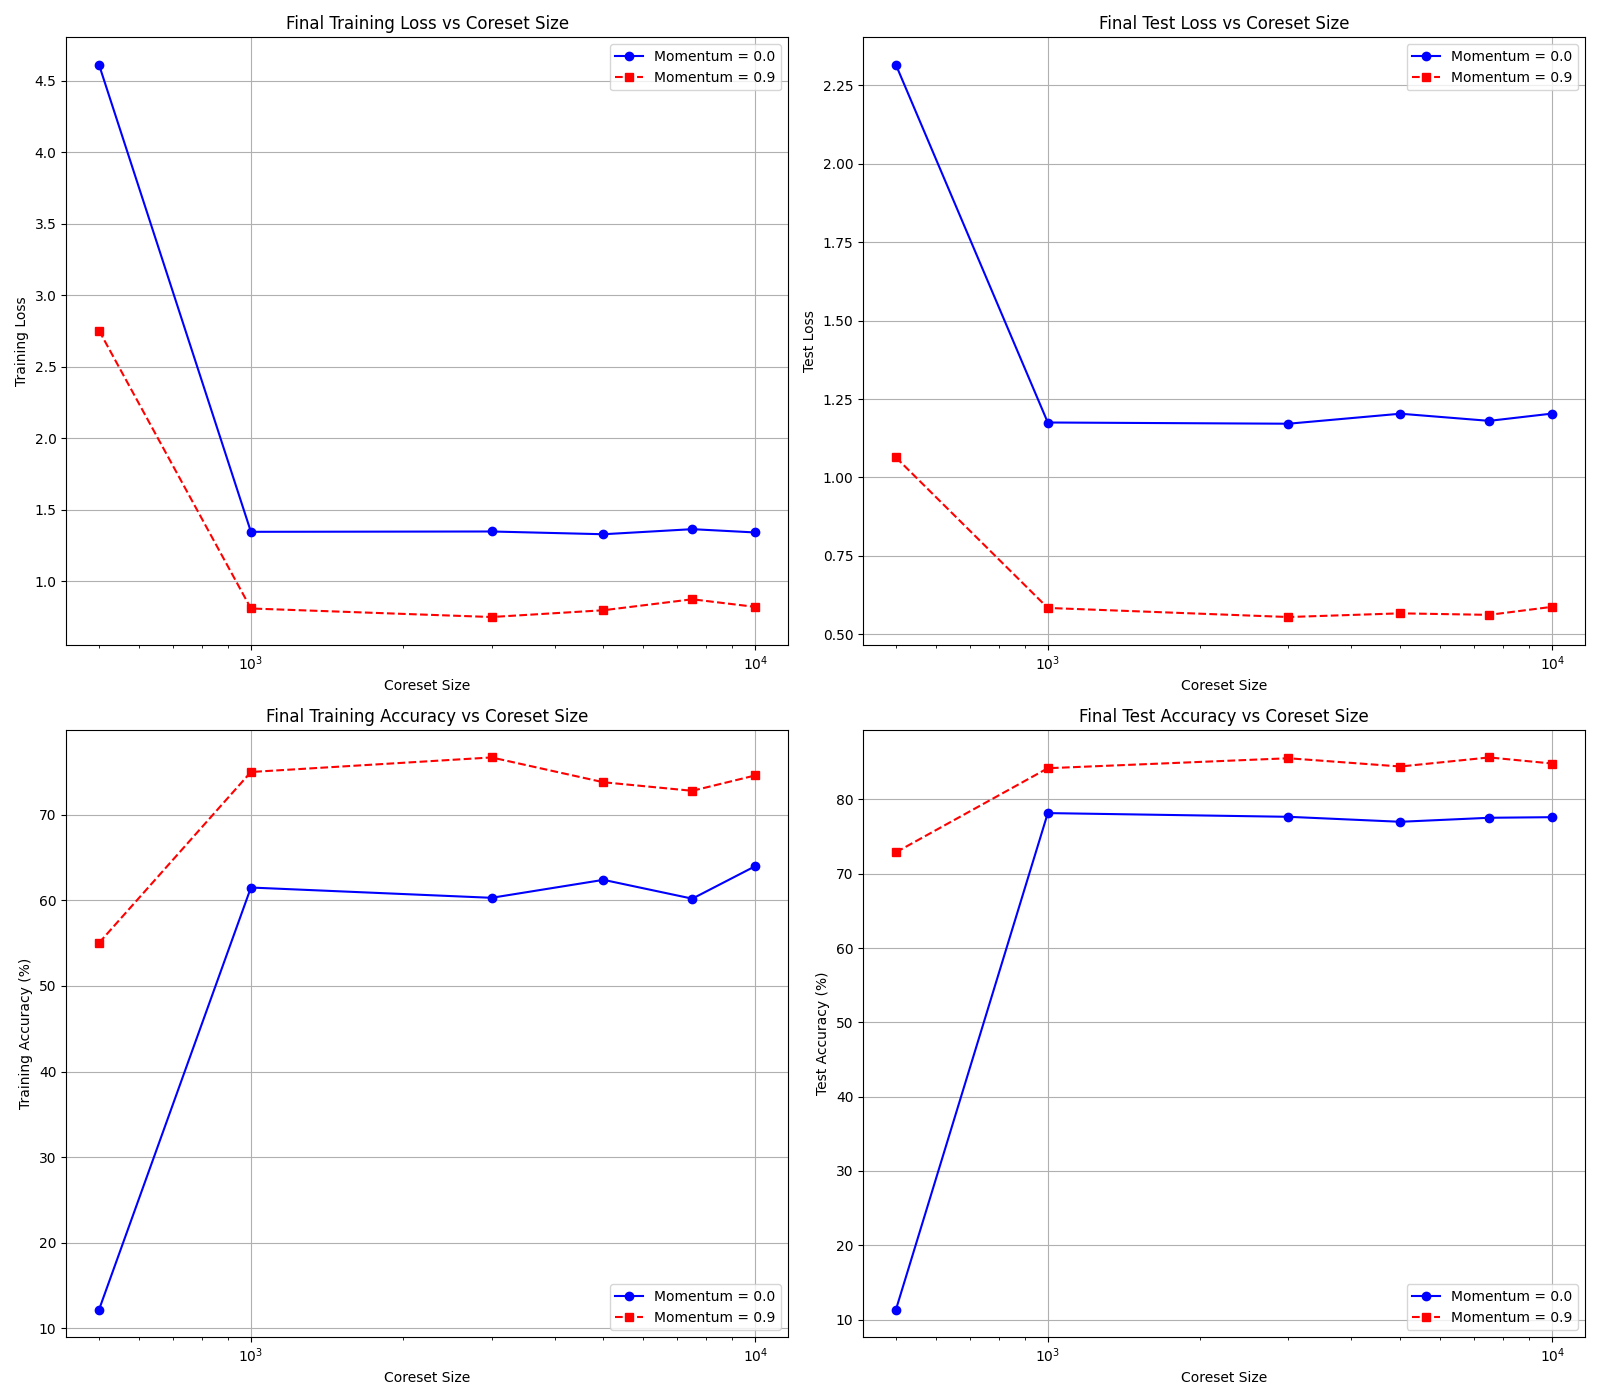 Final Training Loss vs Coreset Size
Momentum = 0.0
Momentum = 0.9
4.5
4.0
3.5
3.0
2.5
2.0
1.5
1.0
Training Loss
10³
10⁴
Coreset Size
Final Test Loss vs Coreset Size
Momentum = 0.0
Momentum = 0.9
2.25
2.00
1.75
1.50
1.25
1.00
0.75
0.50
Test Loss
10³
10⁴
Coreset Size
Final Training Accuracy vs Coreset Size
70
60
50
40
30
20
10
Training Accuracy (%)
Momentum = 0.0
Momentum = 0.9
10³
10⁴
Coreset Size
Final Test Accuracy vs Coreset Size
80
70
60
50
40
30
20
10
Test Accuracy (%)
Momentum = 0.0
Momentum = 0.9
10³
10⁴
Coreset Size